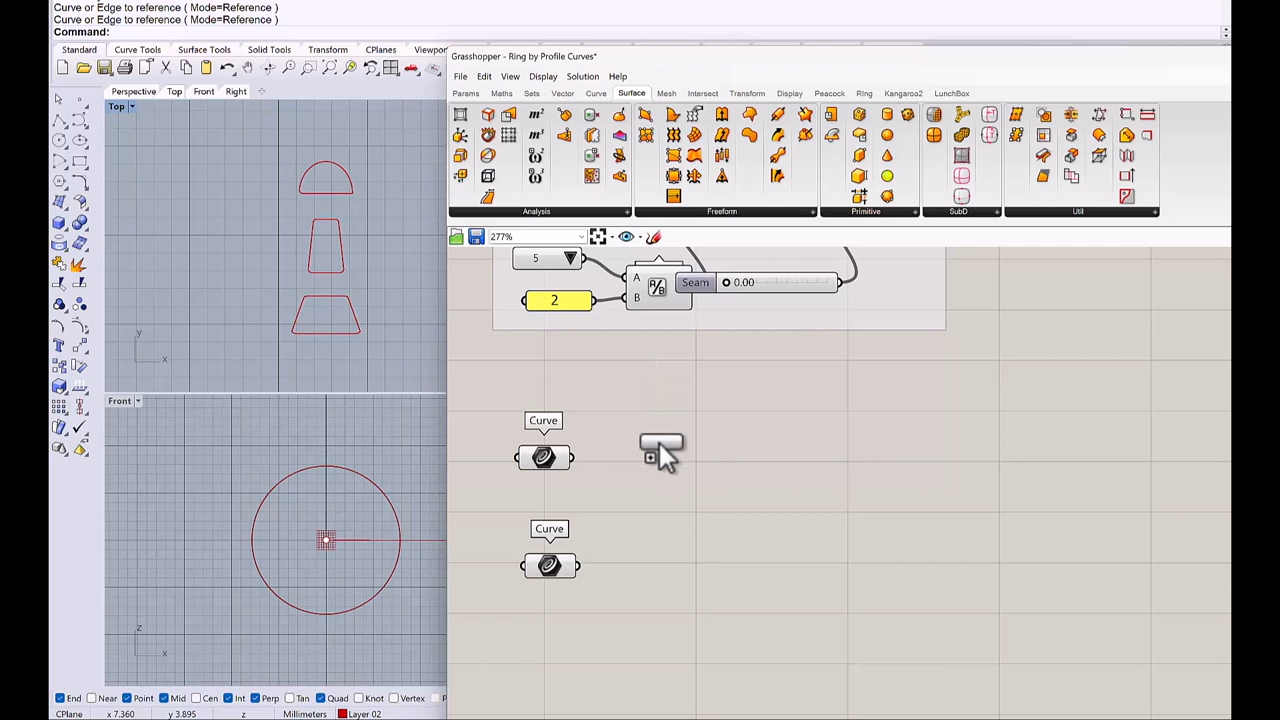 Curve or Edge to reference ( Mode=Reference )
Curve or Edge to reference ( Mode=Reference )
Command:
Standard Curve Tools Surface Tools Solid Tools Transform CPlanes Viewpo
Grasshopper - Ring by Profile Curves*
File Edit View Display Solution Help
Params Maths Sets Vector Curve Surface Mesh Intersect Transform Display Peacock Ring Kangaroo2 LunchBox
Perspective Top Front Right
Top
m²
m³
Analysis Freeform Primitive SubD Util
277%
5
2
A
B
A/B
Seam 0.00
y
x
Front
z
x
Curve
Curve
End Near Point Mid Cen Int Perp Tan Quad Knot Vertex P
CPlane x 7.360 y 3.895 z Millimeters Layer 02